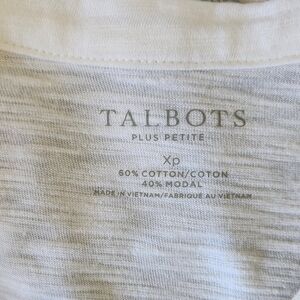 TALBOTS
PLUS PETITE
Xp
60% COTTON/COTON
40% MODAL
MADE IN VIETNAM/FABRIQUÉ AU VIETNAM